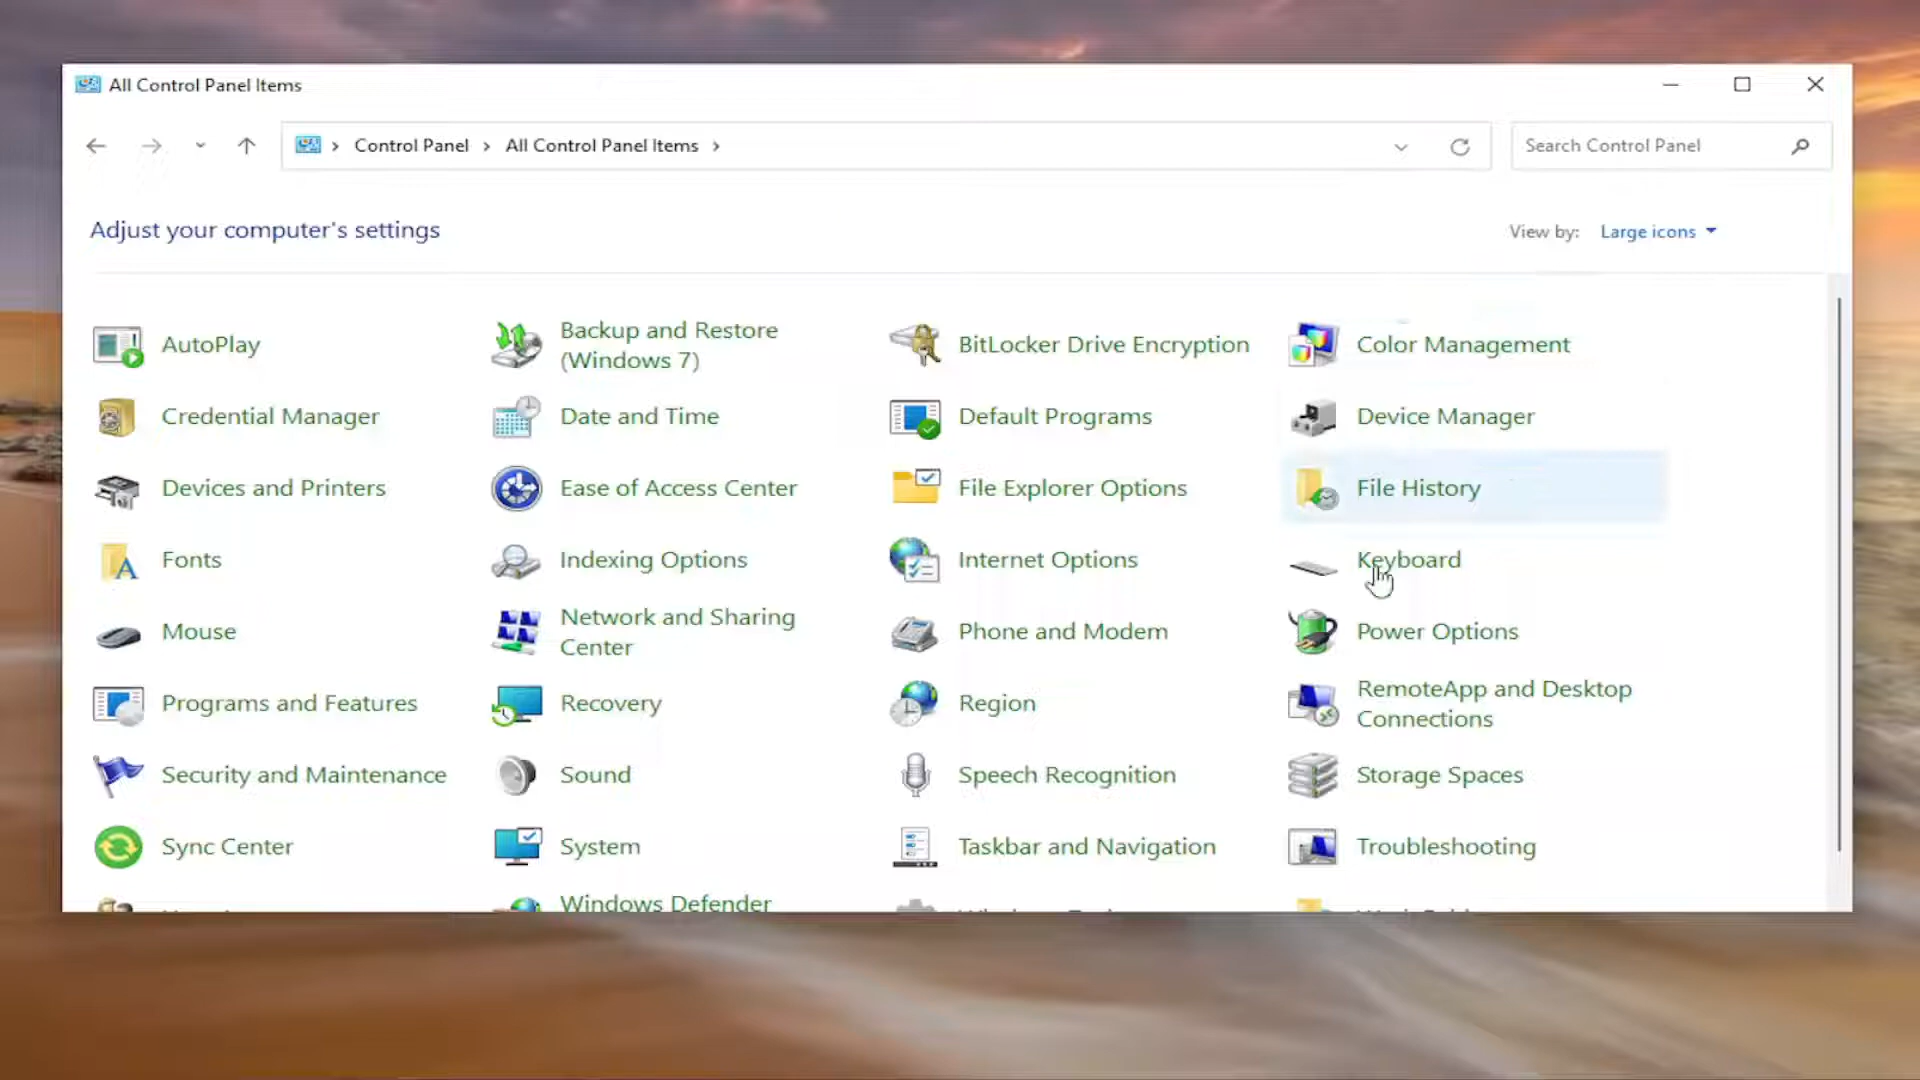 All Control Panel Items
Control Panel
All Control Panel Items
Search Control Panel
Adjust your computer's settings
View by:
Large icons
AutoPlay
Backup and Restore
(Windows 7)
BitLocker Drive Encryption
Color Management
Credential Manager
Date and Time
Default Programs
Device Manager
Devices and Printers
Ease of Access Center
File Explorer Options
File History
Fonts
Indexing Options
Internet Options
Keyboard
Mouse
Network and Sharing
Center
Phone and Modem
Power Options
Programs and Features
Recovery
Region
RemoteApp and Desktop
Connections
Security and Maintenance
Sound
Speech Recognition
Storage Spaces
Sync Center
System
Taskbar and Navigation
Troubleshooting
Windows Defender